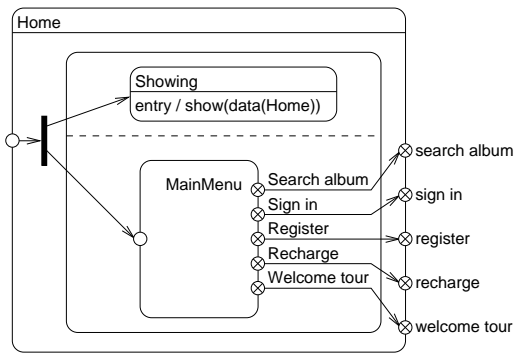 Home
Showing
entry / show(data(Home))
MainMenu
Search album
Sign in
Register
Recharge
Welcome tour
search album
sign in
register
recharge
welcome tour